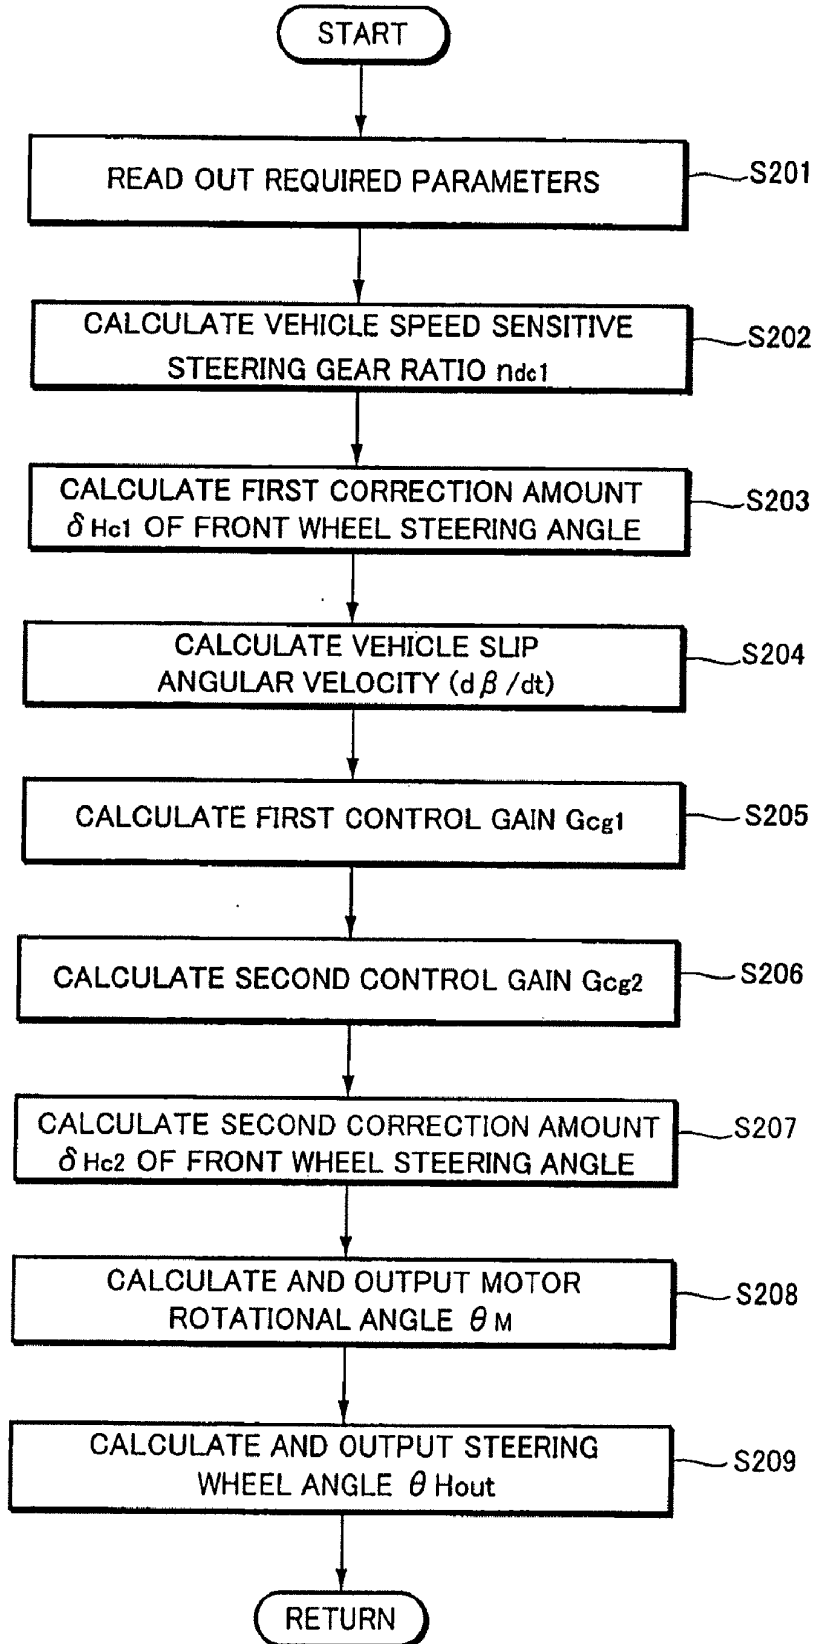 START
READ OUT REQUIRED PARAMETERS
S201
CALCULATE VEHICLE SPEED SENSITIVE
STEERING GEAR RATIO ndc1
S202
CALCULATE FIRST CORRECTION AMOUNT
δHc1 OF FRONT WHEEL STEERING ANGLE
S203
CALCULATE VEHICLE SLIP
ANGULAR VELOCITY (dβ/dt)
S204
CALCULATE FIRST CONTROL GAIN Gcg1
S205
CALCULATE SECOND CONTROL GAIN Gcg2
S206
CALCULATE SECOND CORRECTION AMOUNT
δHc2 OF FRONT WHEEL STEERING ANGLE
S207
CALCULATE AND OUTPUT MOTOR
ROTATIONAL ANGLE θM
S208
CALCULATE AND OUTPUT STEERING
WHEEL ANGLE θHout
S209
RETURN